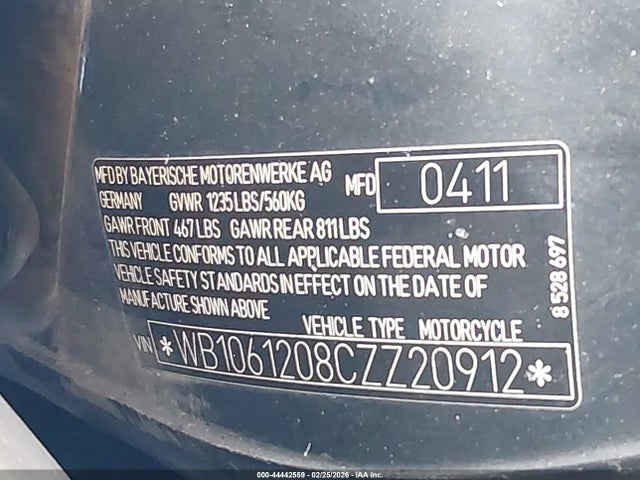 MFD BY BAYERISCHE MOTORENWERKE AG
GERMANY GVWR 1235 LBS/560KG
MFD 0411
GAWR FRONT 467 LBS GAWR REAR 811 LBS
THIS VEHICLE CONFORMS TO ALL APPLICABLE FEDERAL MOTOR
VEHICLE SAFETY STANDARDS IN EFFECT ON THE DATE OF
MANUFACTURE SHOWN ABOVE
VEHICLE TYPE MOTORCYCLE
VIN *WB1061208CZZ20912*
8 528 697
000-44442559 | 02/25/2026 | IAA Inc.